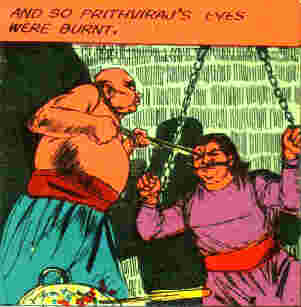 AND SO PRITHVIRAJ'S EYES
WERE BURNT.